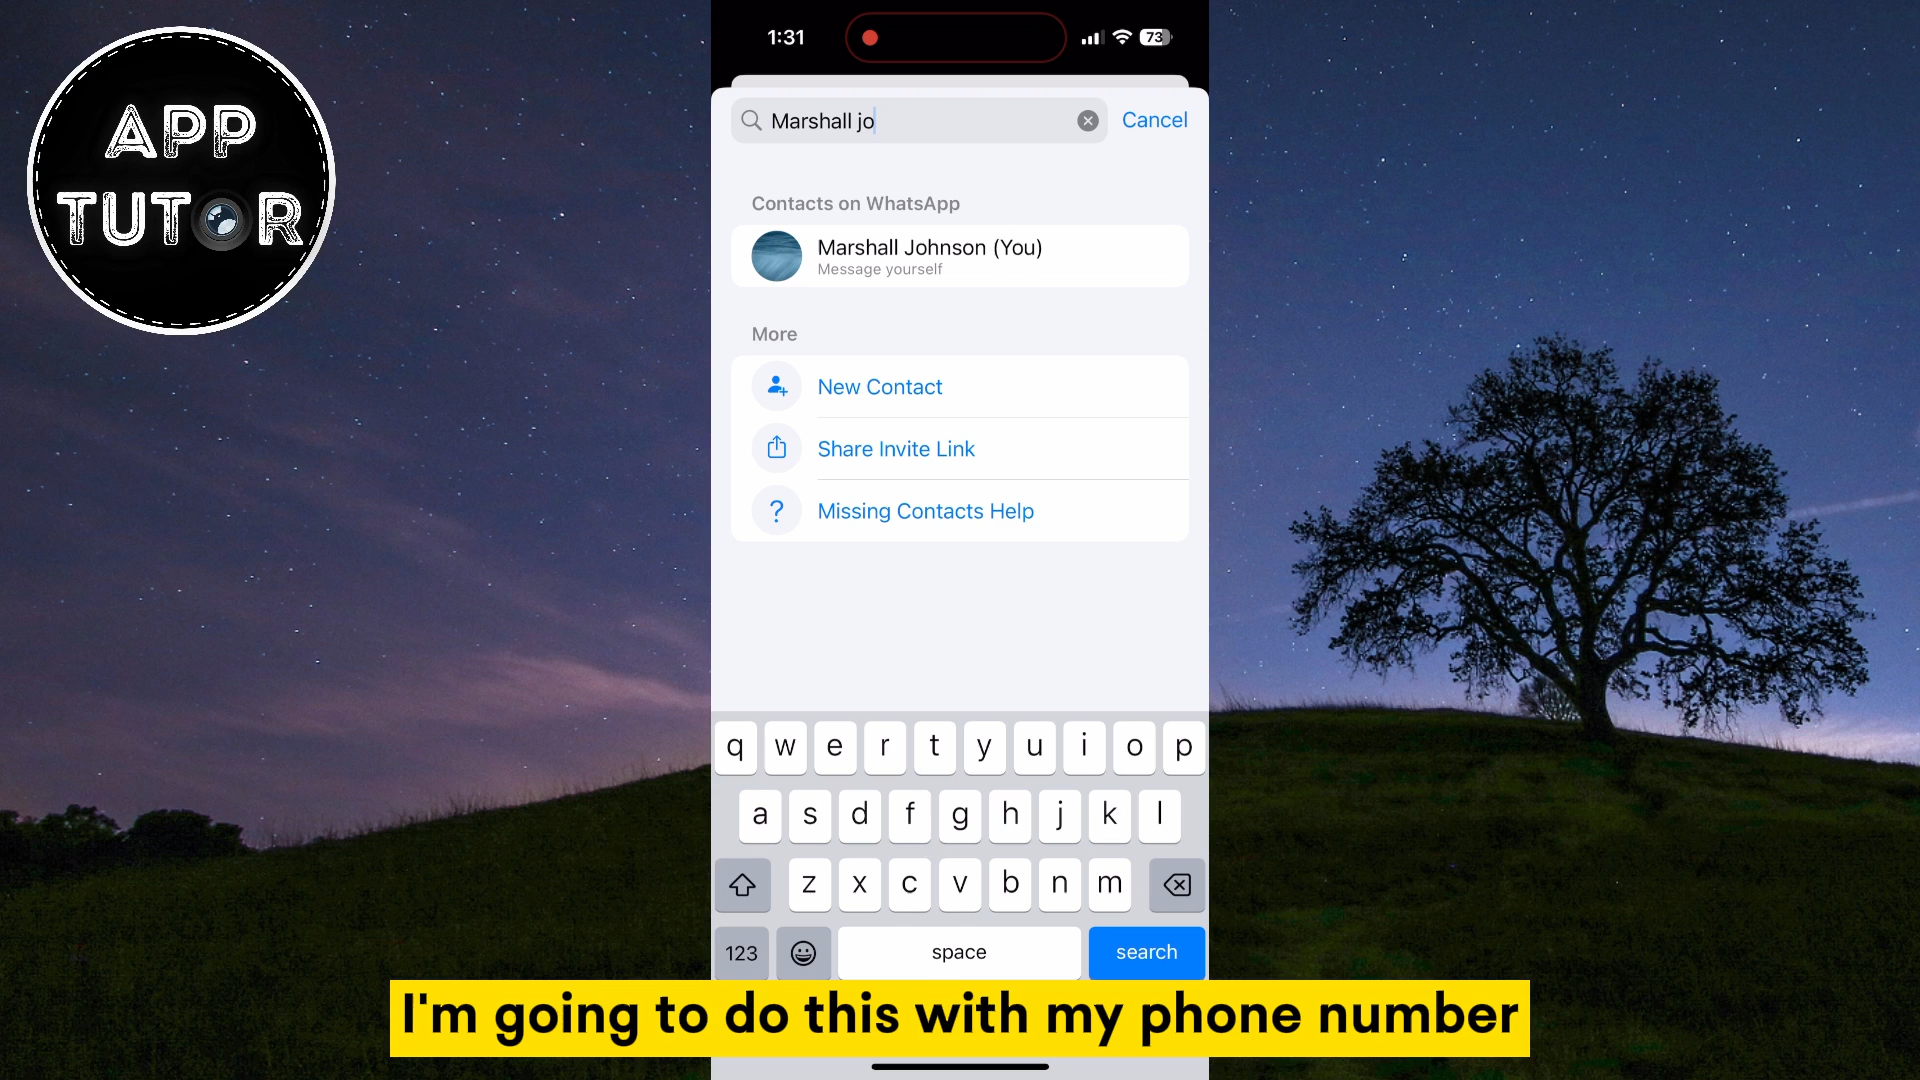 APP
TUTOR
1:31
73
Marshall jo
Cancel
Contacts on WhatsApp
Marshall Johnson (You)
Message yourself
More
New Contact
Share Invite Link
?
Missing Contacts Help
q w e r t y u i o p
a s d f g h j k l
z x c v b n m
123
space
search
I'm going to do this with my phone number